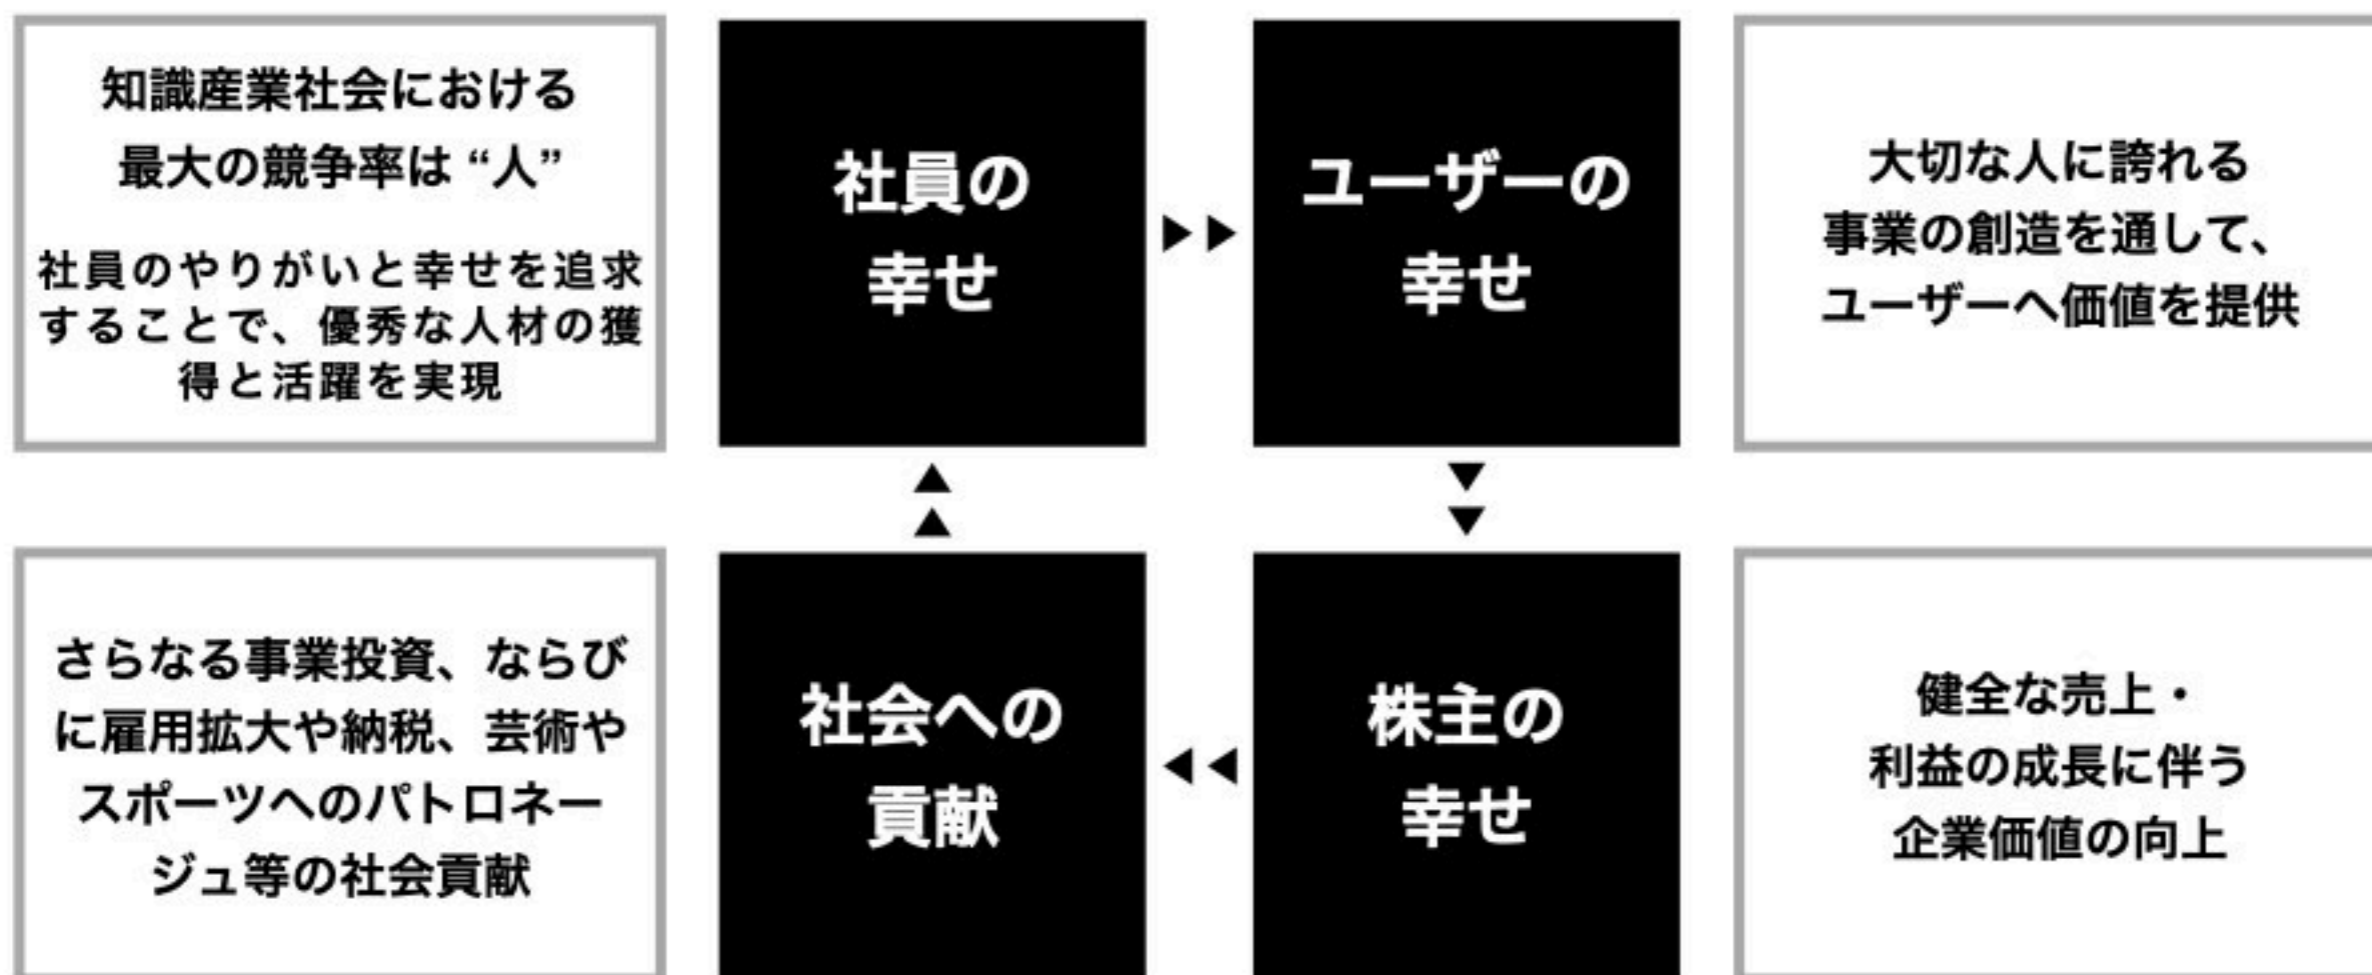 知識産業社会における
最大の競争率は “人”
社員のやりがいと幸せを追求
することで、優秀な人材の獲
得と活躍を実現
社員の
幸せ
ユーザーの
幸せ
大切な人に誇れる
事業の創造を通して、
ユーザーへ価値を提供
さらなる事業投資、ならび
に雇用拡大や納税、芸術や
スポーツへのパトロネー
ジュ等の社会貢献
社会への
貢献
株主の
幸せ
健全な売上・
利益の成長に伴う
企業価値の向上